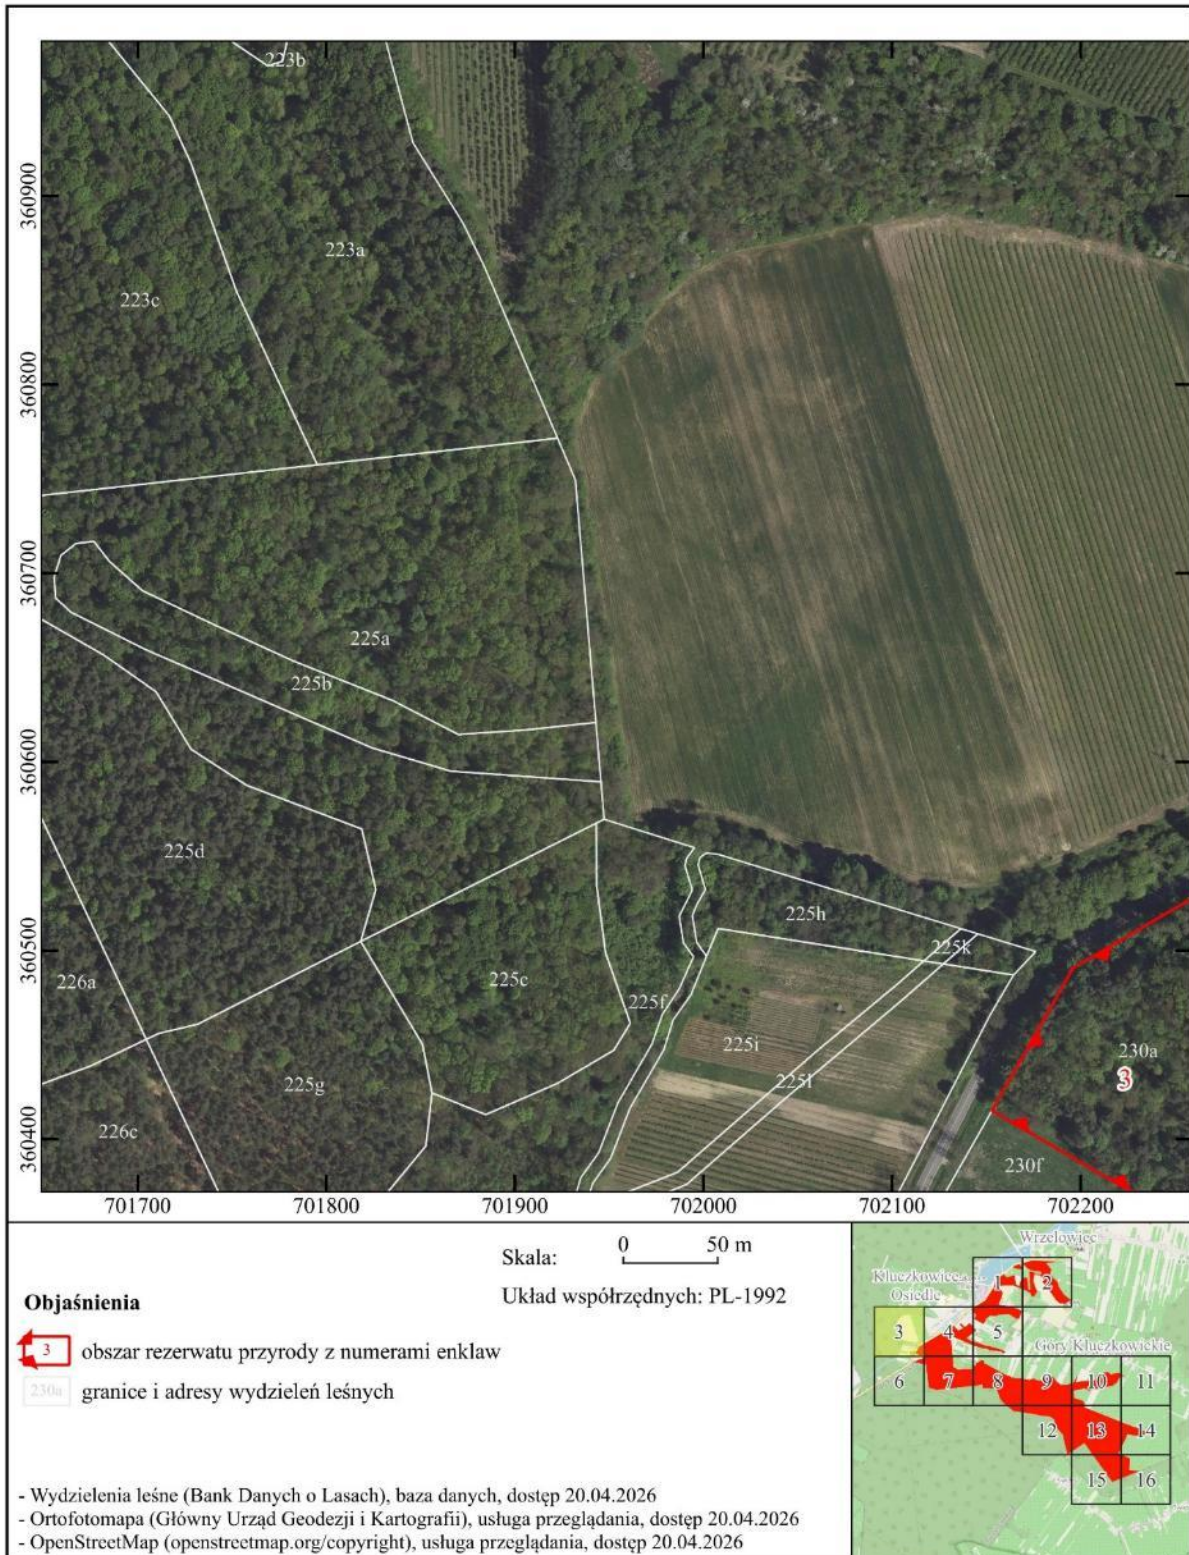 223b
360900
223a
223c
360800
360700
225a
225b
360600
225d
225h
360500
225k
226a
225c
225f
230a
225i
3
225l
225g
360400
226c
230f
701700 701800 701900 702000 702100 702200
Skala: 0 50 m
Układ współrzędnych: PL-1992
Objaśnienia
3 obszar rezerwatu przyrody z numerami enklaw
230a granice i adresy wydzieleń leśnych
- Wydzielenia leśne (Bank Danych o Lasach), baza danych, dostęp 20.04.2026
- Ortofotomapa (Główny Urząd Geodezji i Kartografii), usługa przeglądania, dostęp 20.04.2026
- OpenStreetMap (openstreetmap.org/copyright), usługa przeglądania, dostęp 20.04.2026
Wrzelowiec
Kluczkowice
Osiedle
1 2
3 4 5
Góry Kluczkowickie
6 7 8 9 10 11
12 13 14
15 16